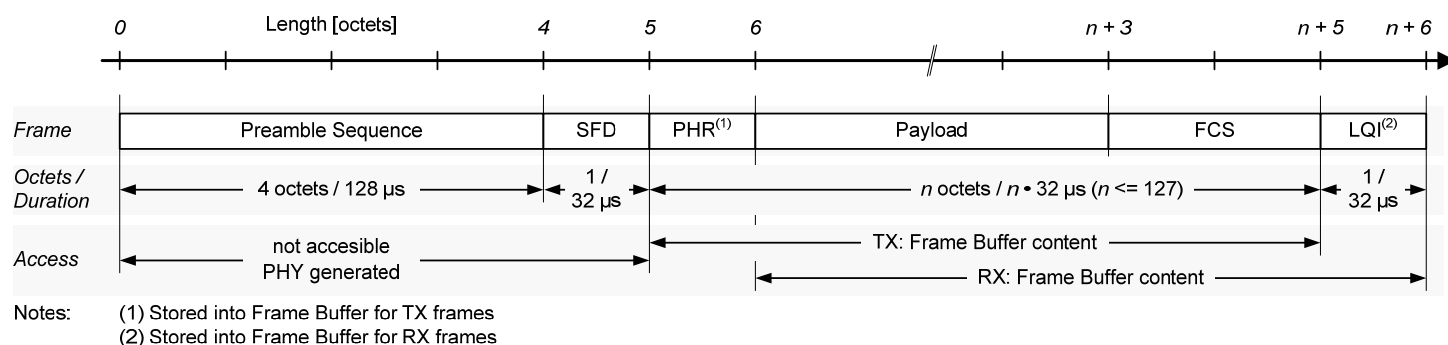 0 Length [octets] 4 5 6 n + 3 n + 5 n + 6
Frame Preamble Sequence SFD PHR(1) Payload FCS LQI(2)
Octets / Duration 4 octets / 128 µs 1 / 32 µs n octets / n • 32 µs (n <= 127) 1 / 32 µs
Access not accesible PHY generated TX: Frame Buffer content
RX: Frame Buffer content
Notes: (1) Stored into Frame Buffer for TX frames
(2) Stored into Frame Buffer for RX frames